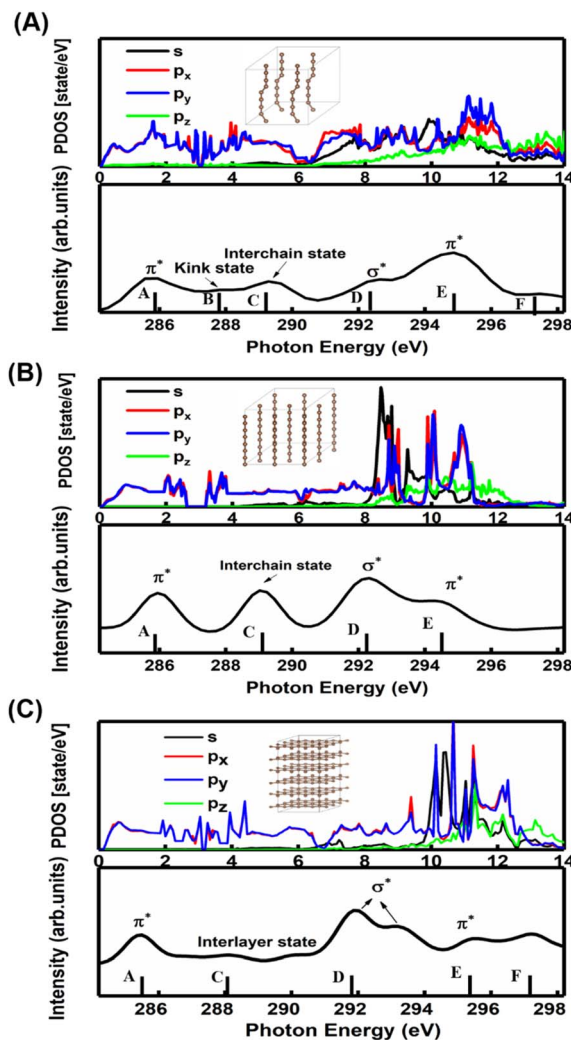 (A)
PDOS [state/eV]
s
px
py
pz
0 2 4 6 8 10 12 14
Intensity (arb.units)
π* Kink state Interchain state σ* π*
A B C D E F
286 288 290 292 294 296 298
Photon Energy (eV)
(B)
PDOS [state/eV]
s
px
py
pz
0 2 4 6 8 10 12 14
Intensity (arb.units)
π* Interchain state σ* π*
A C D E
286 288 290 292 294 296 298
Photon Energy (eV)
(C)
PDOS [state/eV]
s
px
py
pz
0 2 4 6 8 10 12 14
Intensity (arb.units)
π* Interlayer state σ* π*
A C D E F
286 288 290 292 294 296 298
Photon Energy (eV)